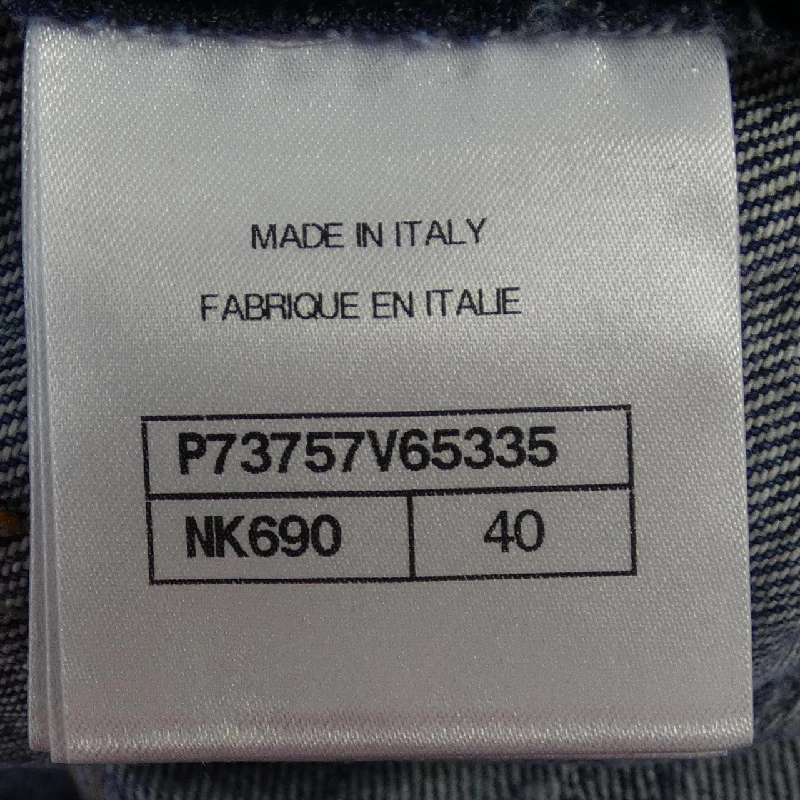 MADE IN ITALY
FABRIQUE EN ITALIE
P73757V65335
NK690 40